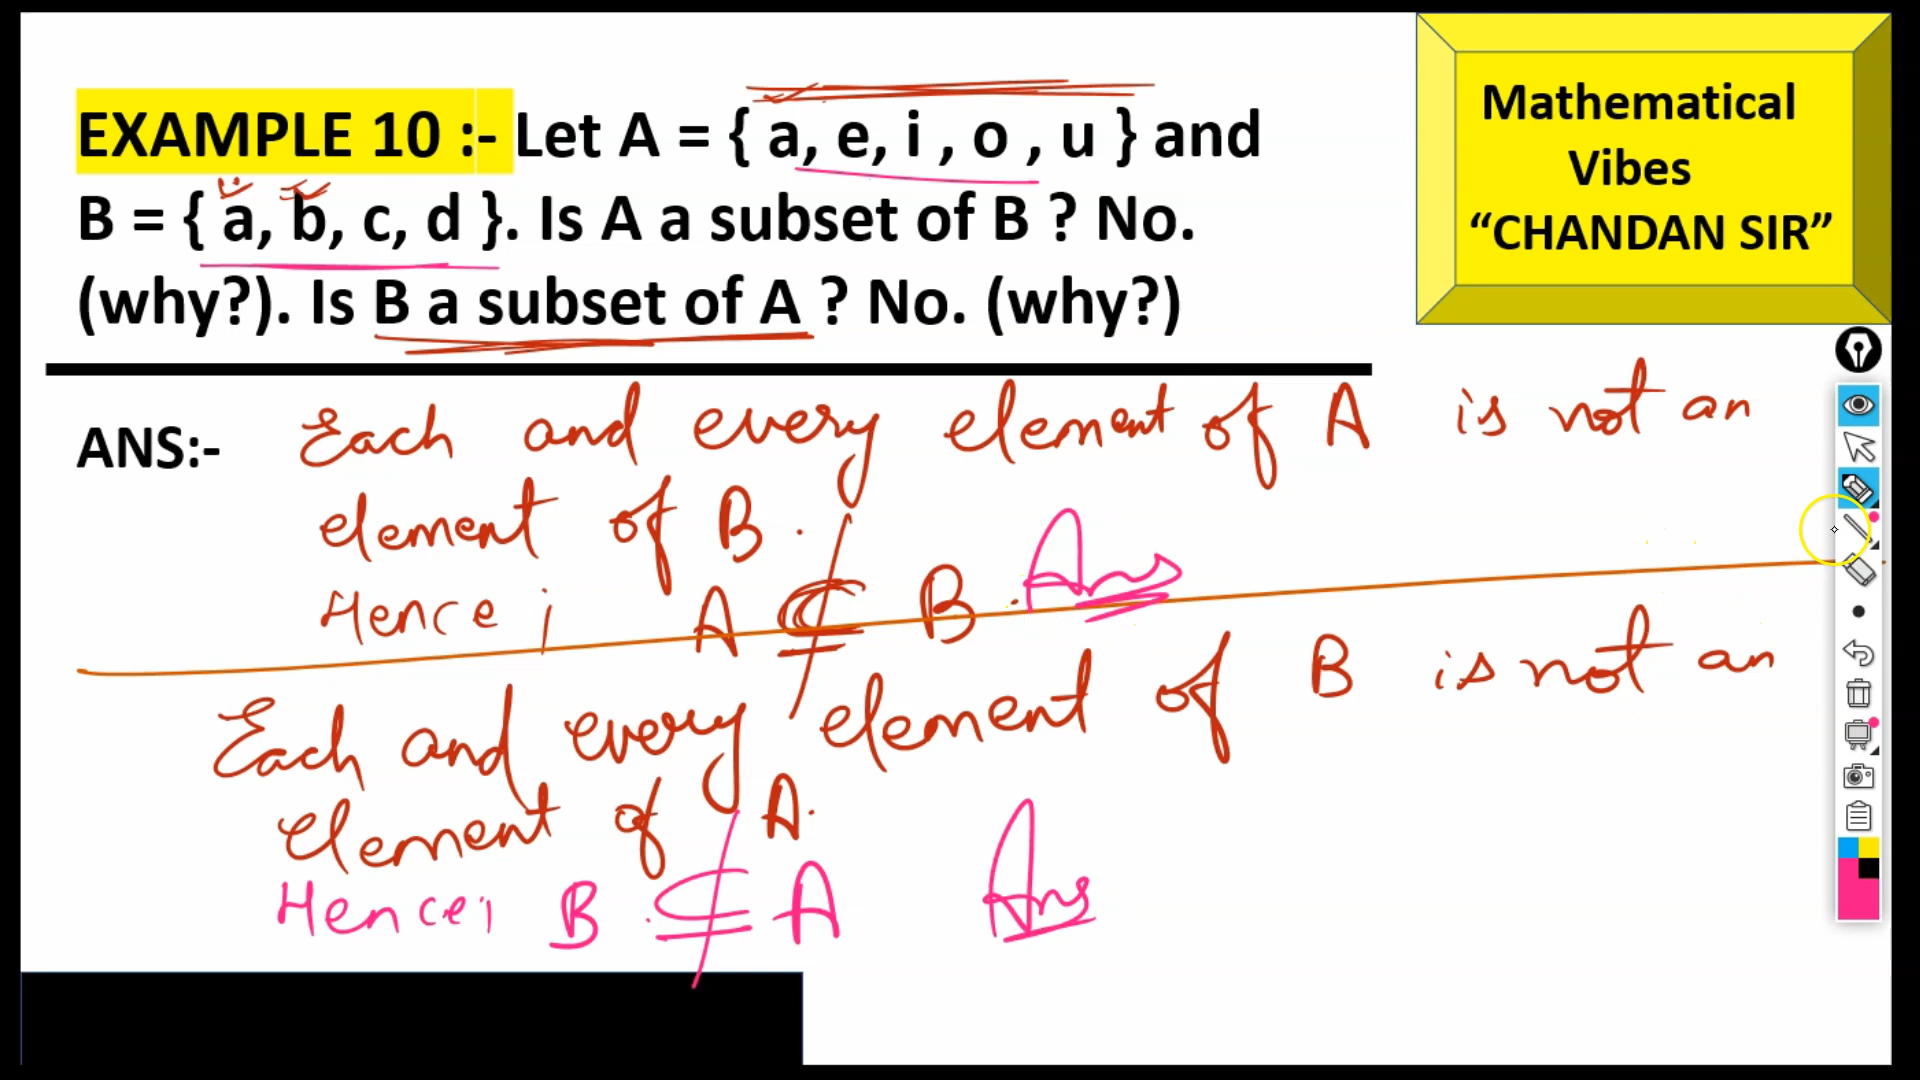 EXAMPLE 10 :- Let A = { a, e, i , o , u } and
B = { a, b, c, d }. Is A a subset of B ? No.
(why?). Is B a subset of A ? No. (why?)
Mathematical
Vibes
“CHANDAN SIR”
ANS:- Each and every element of A is not an
element of B.
Hence ; A ⊈ B. Ans
Each and every element of B is not an
element of A.
Hence; B ⊈ A Ans